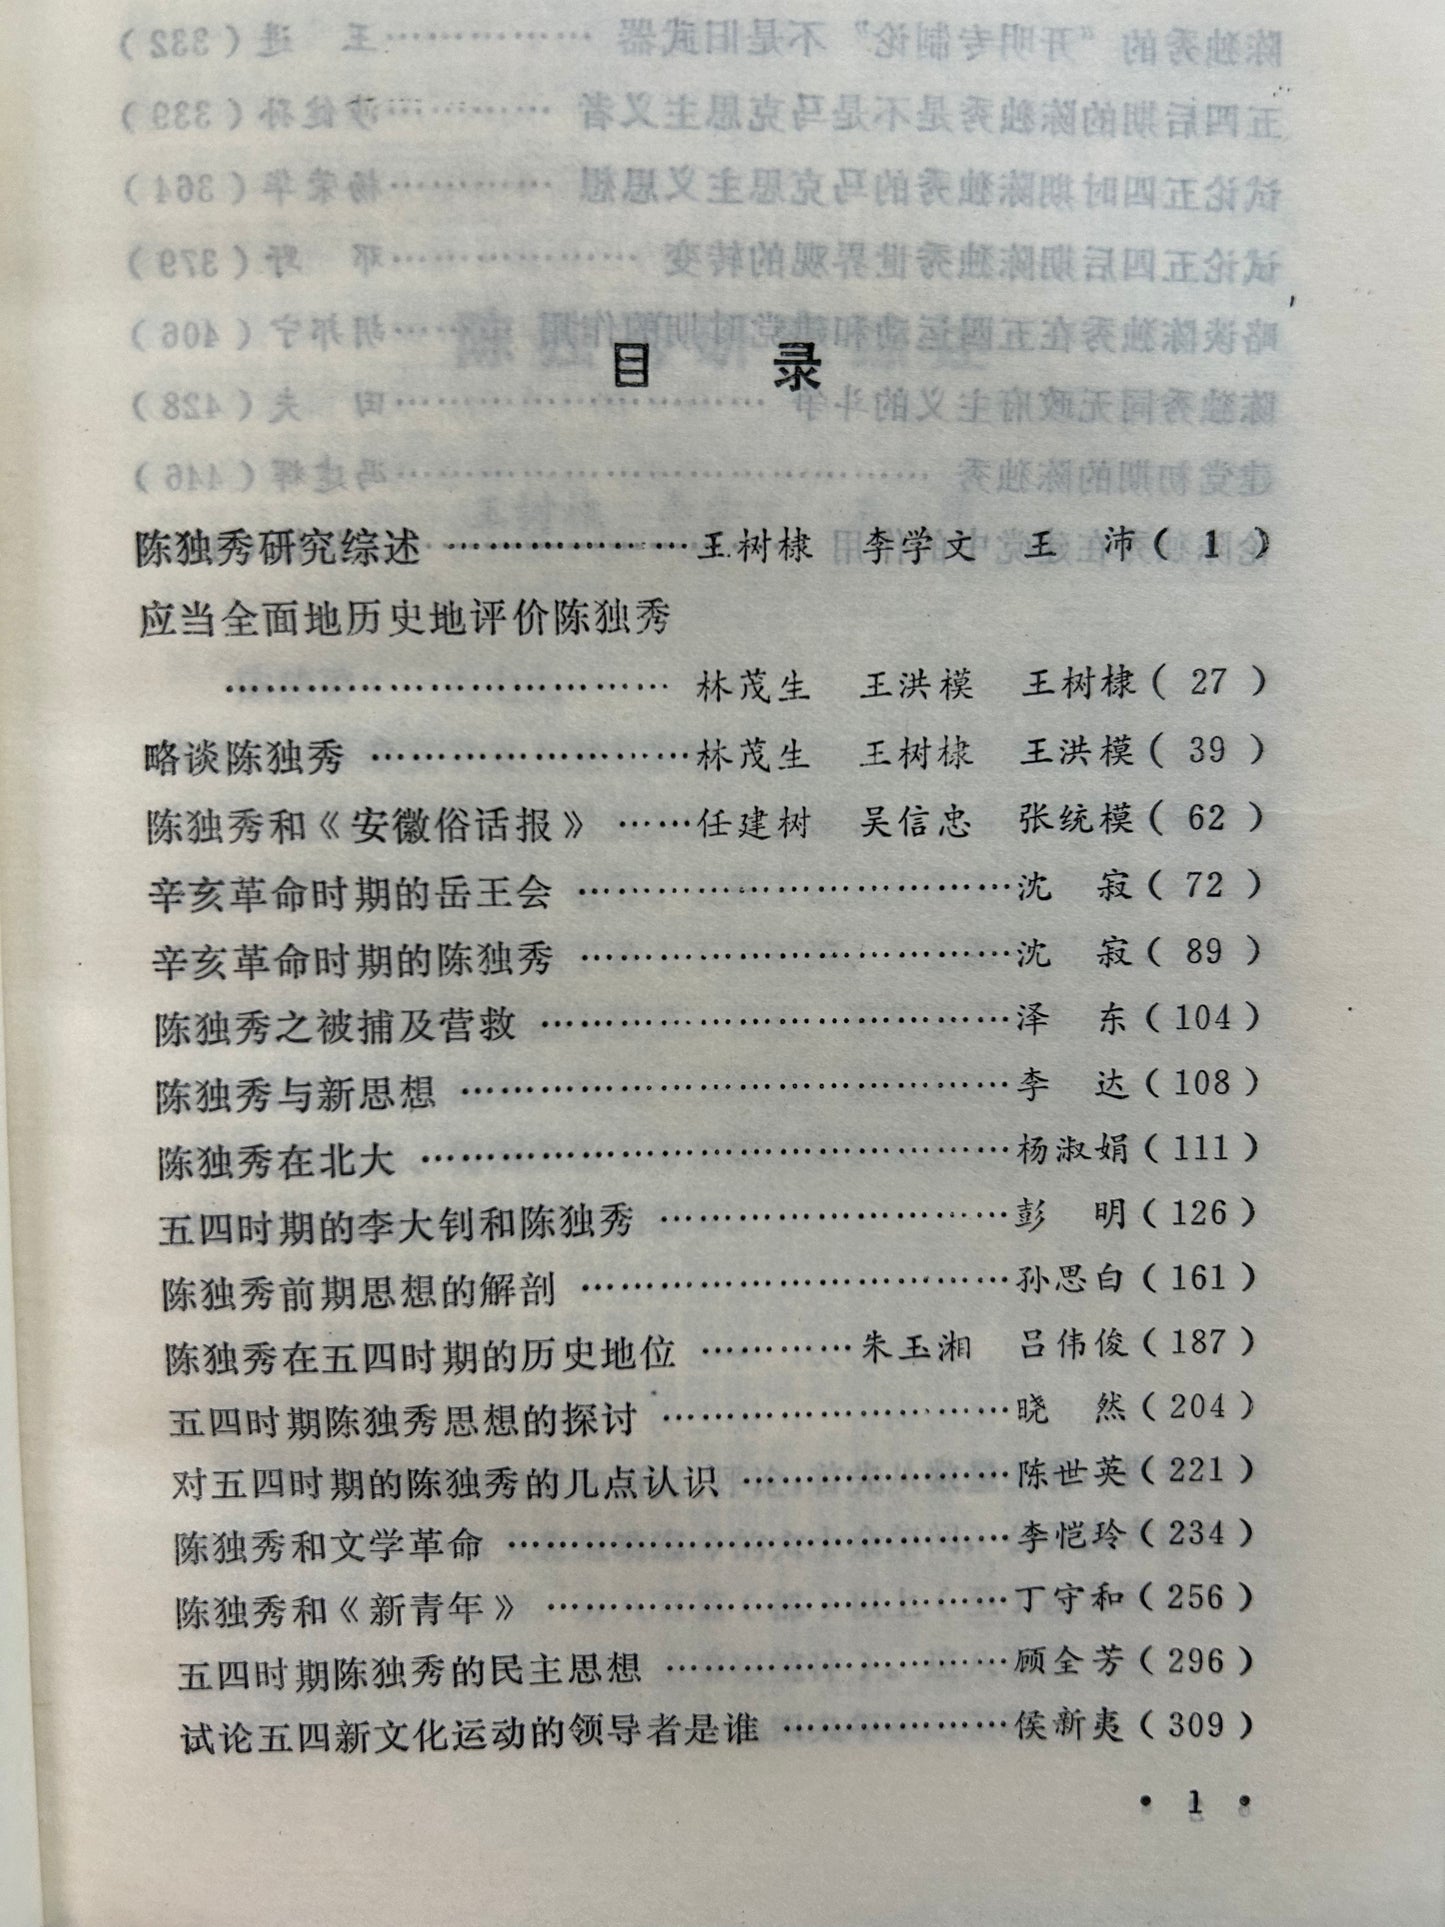 目 录
陈独秀研究综述 …………………王树棣 李学文 王 沛( 1 )
应当全面地历史地评价陈独秀
……………………………… 林茂生 王洪模 王树棣( 27 )
略谈陈独秀 ……………………林茂生 王树棣 王洪模( 39 )
陈独秀和《安徽俗话报》 ……任建树 吴信忠 张统模( 62 )
辛亥革命时期的岳王会 ……………………………沈 寂( 72 )
辛亥革命时期的陈独秀 ……………………………沈 寂( 89 )
陈独秀之被捕及营救 ………………………………泽 东(104)
陈独秀与新思想 ……………………………………李 达(108)
陈独秀在北大 ………………………………………杨淑娟(111)
五四时期的李大钊和陈独秀 ………………………彭 明(126)
陈独秀前期思想的解剖 ……………………………孙思白(161)
陈独秀在五四时期的历史地位 …………朱玉湘 吕伟俊(187)
五四时期陈独秀思想的探讨 ………………………晓 然(204)
对五四时期的陈独秀的几点认识 …………………陈世英(221)
陈独秀和文学革命 …………………………………李恺玲(234)
陈独秀和《新青年》 ………………………………丁守和(256)
五四时期陈独秀的民主思想 ………………………顾全芳(296)
试论五四新文化运动的领导者是谁 ………………侯新夷(309)
• 1 •